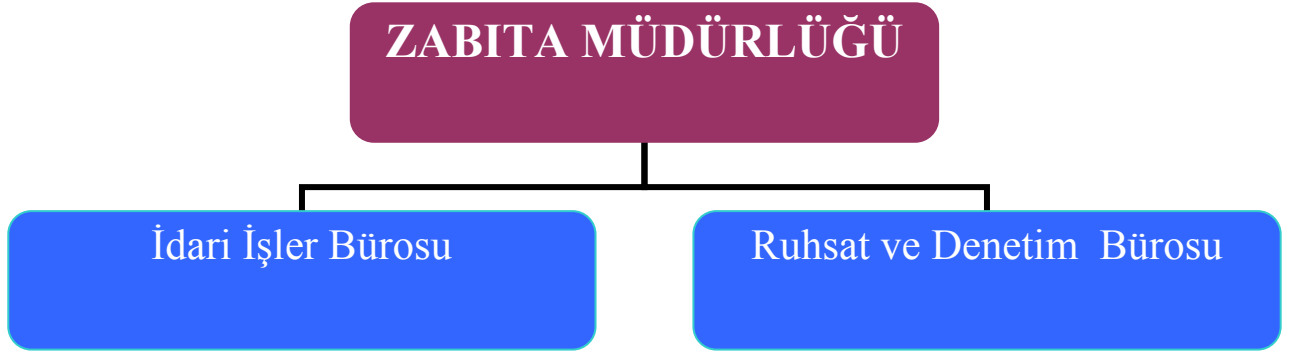 ZABITA MÜDÜRLÜĞÜ
İdari İşler Bürosu
Ruhsat ve Denetim  Bürosu